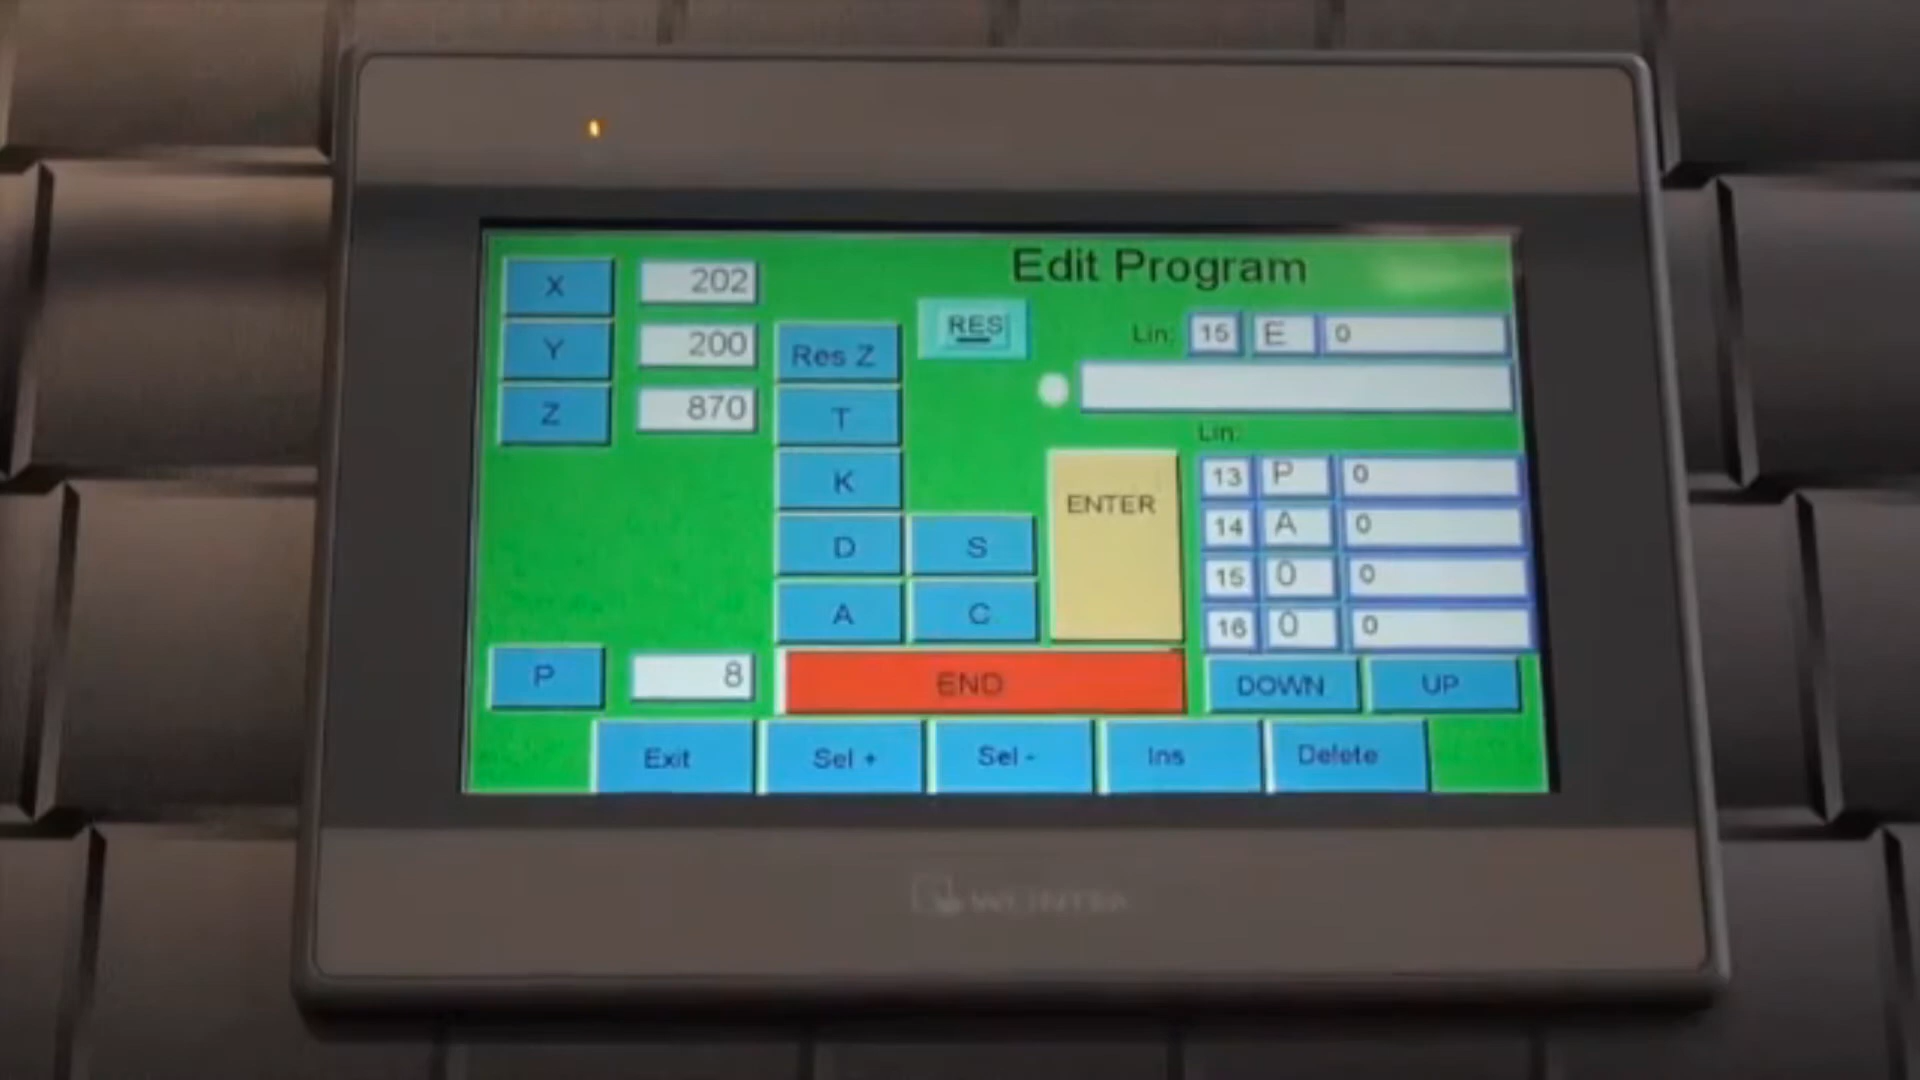 Edit Program
X 202
RES
Lin: 15 E 0
Y 200
Res Z
Z 870
T
Lin:
K
ENTER
13 P 0
14 A 0
D S
15 0 0
A C
16 0 0
P 8
END
DOWN UP
Exit Sel + Sel - Ins Delete